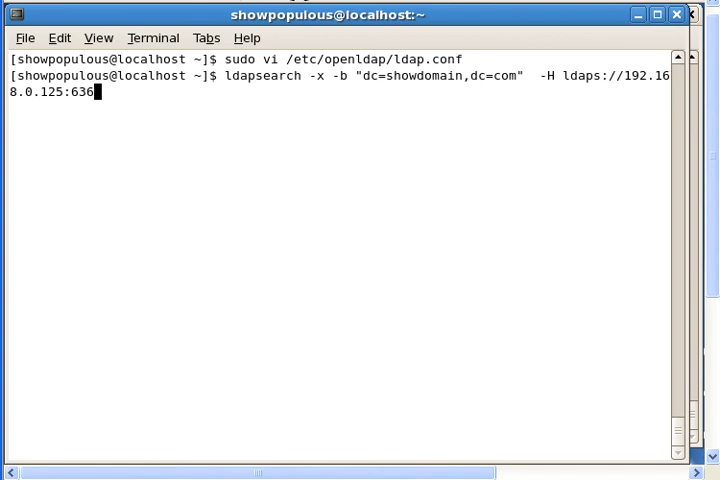 showpopulous@localhost:~
File Edit View Terminal Tabs Help
[showpopulous@localhost ~]$ sudo vi /etc/openldap/ldap.conf
[showpopulous@localhost ~]$ ldapsearch -x -b "dc=showdomain,dc=com"  -H ldaps://192.16
8.0.125:636